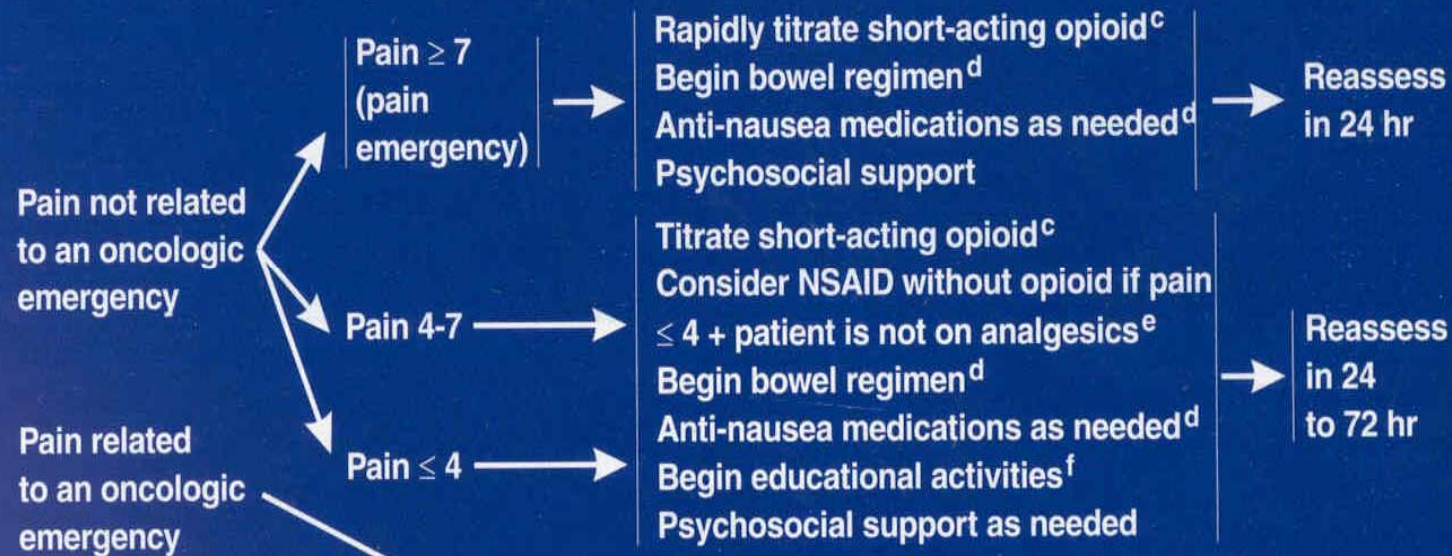 Pain not related
to an oncologic
emergency
Pain ≥ 7
(pain
emergency)
Rapidly titrate short-acting opioid^c
Begin bowel regimen^d
Anti-nausea medications as needed^d
Psychosocial support
Reassess
in 24 hr
Pain 4-7
Pain ≤ 4
Titrate short-acting opioid^c
Consider NSAID without opioid if pain
≤ 4 + patient is not on analgesics^e
Begin bowel regimen^d
Anti-nausea medications as needed^d
Begin educational activities^f
Psychosocial support as needed
Reassess
in 24
to 72 hr
Pain related
to an oncologic
emergency